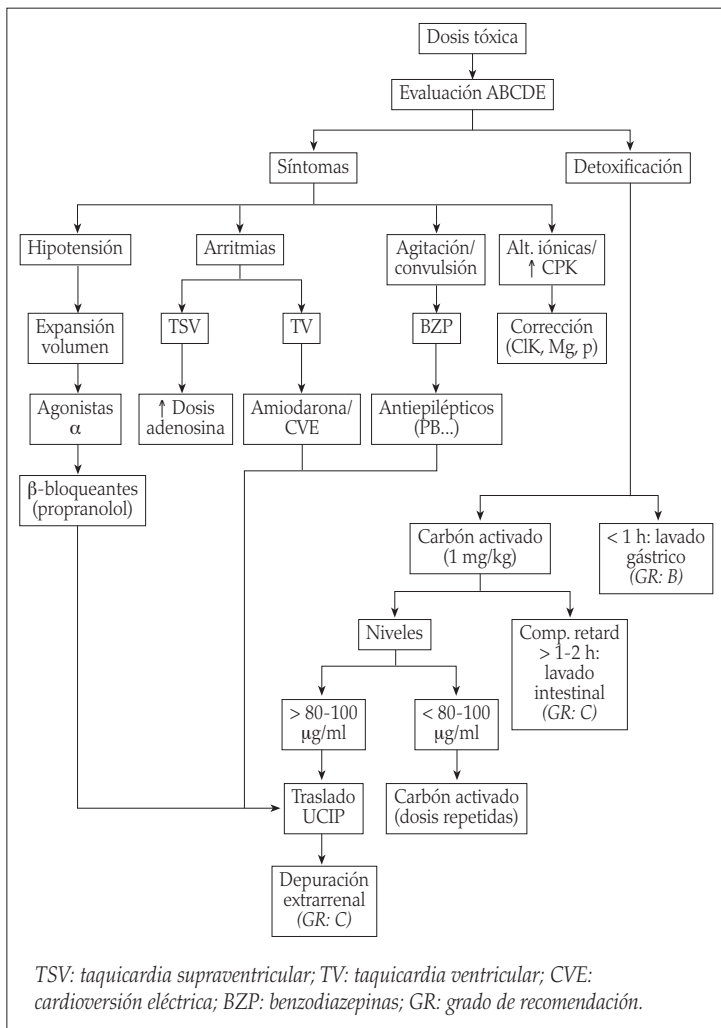 Dosis tóxica
Evaluación ABCDE
Síntomas
Detoxificación
Hipotensión
Arritmias
Agitación/
convulsión
Alt. iónicas/
↑ CPK
Expansión
volumen
TSV
TV
BZP
Corrección
(ClK, Mg, p)
Agonistas
α
↑ Dosis
adenosina
Amiodarona/
CVE
Antiepilépticos
(PB...)
β-bloqueantes
(propranolol)
Carbón activado
(1 mg/kg)
< 1 h: lavado
gástrico
(GR: B)
Niveles
Comp. retard
> 1-2 h:
lavado
intestinal
(GR: C)
> 80-100
μg/ml
< 80-100
μg/ml
Traslado
UCIP
Carbón activado
(dosis repetidas)
Depuración
extrarrenal
(GR: C)
TSV: taquicardia supraventricular; TV: taquicardia ventricular; CVE:
cardioversión eléctrica; BZP: benzodiazepinas; GR: grado de recomendación.